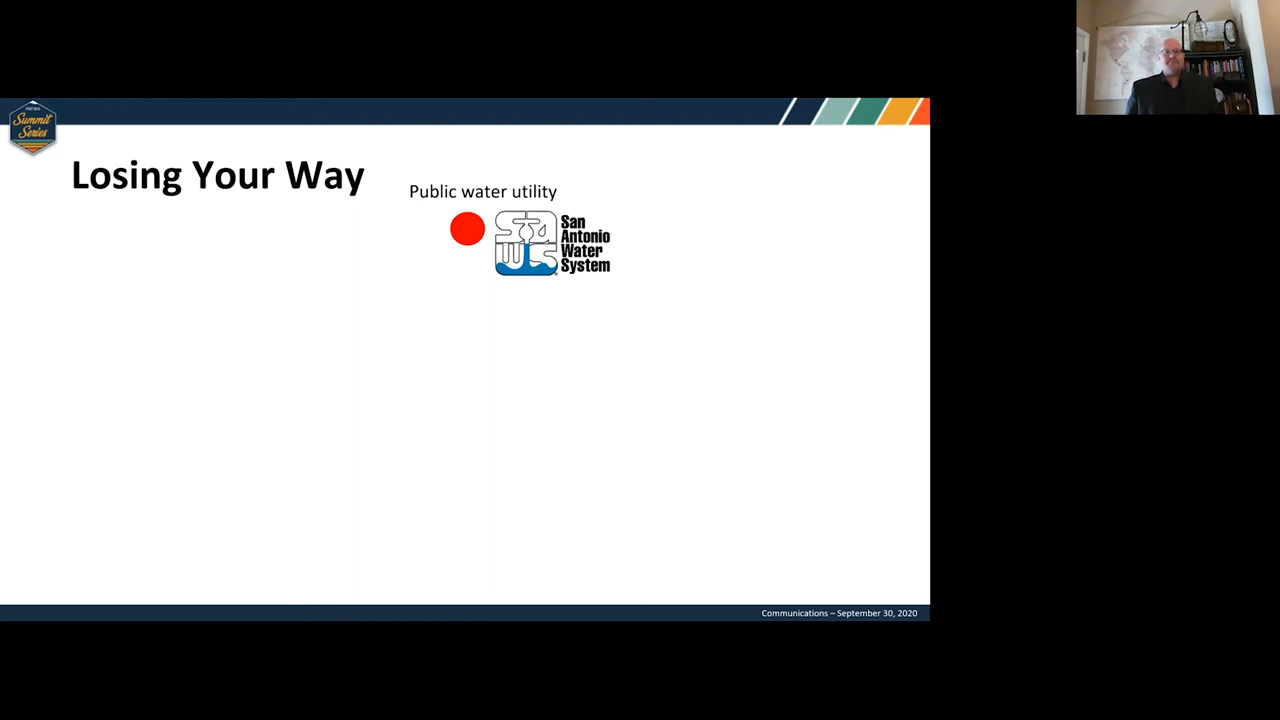 Summit
Series
Losing Your Way
Public water utility
San
Antonio
Water
System
Communications – September 30, 2020